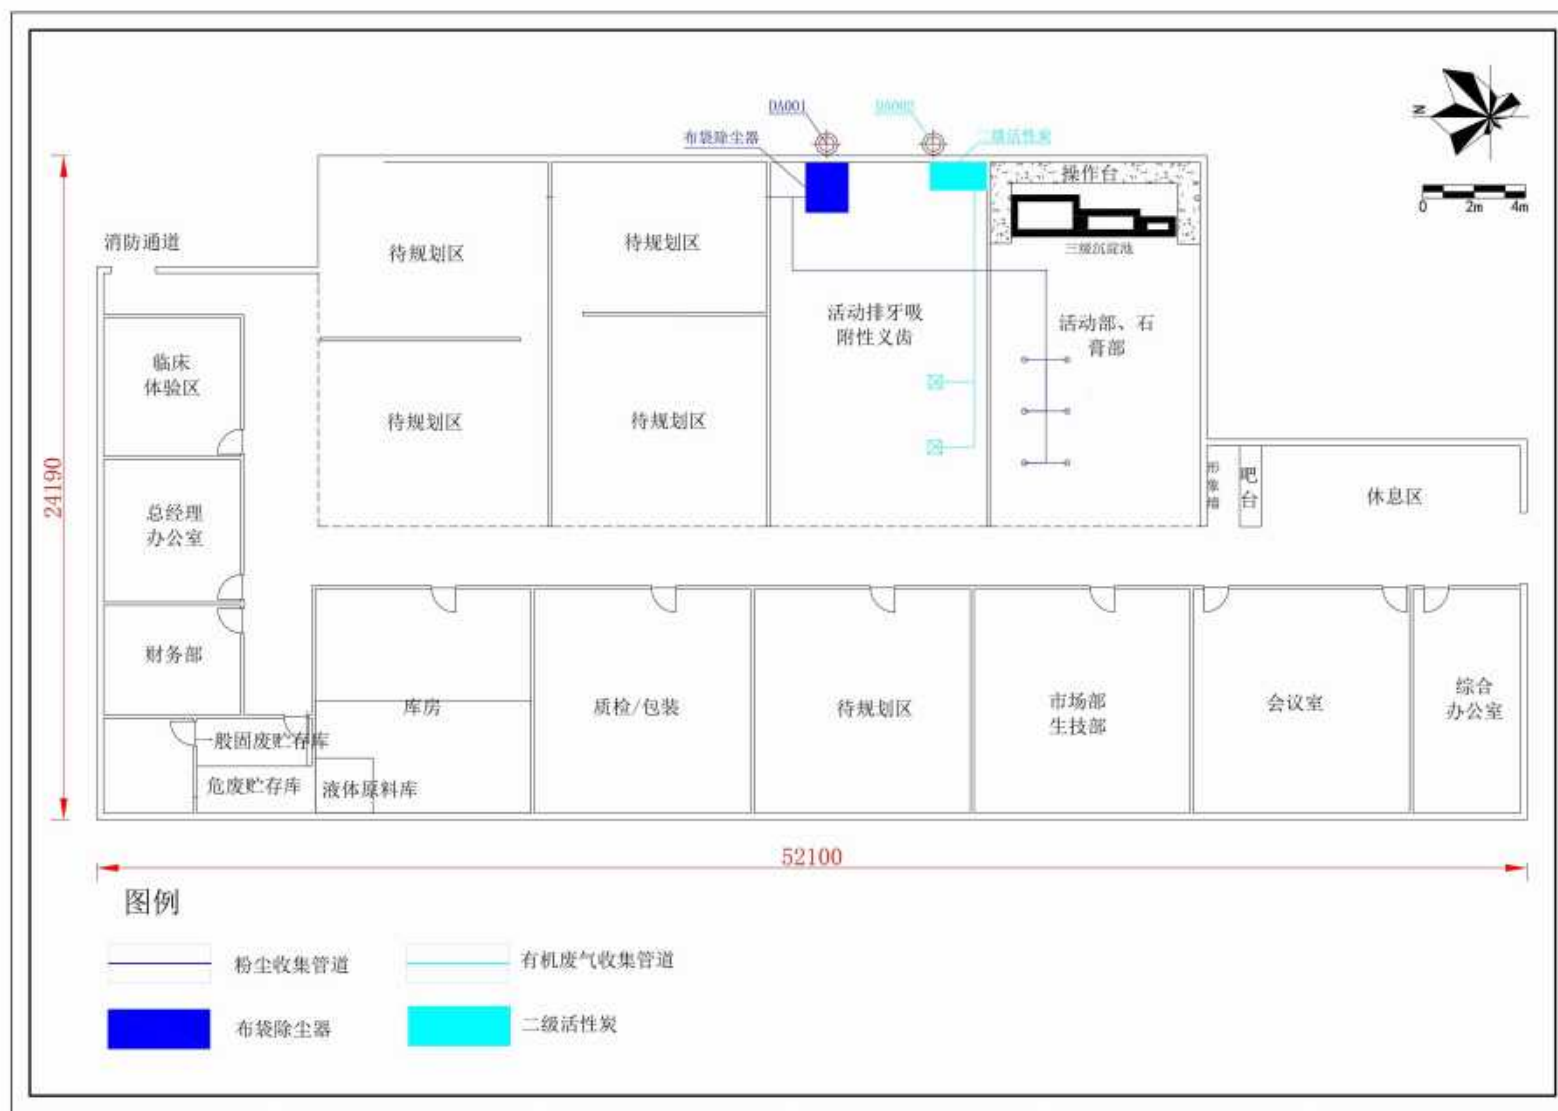 DA001
DA002
布袋除尘器
二级活性炭
N
0 2m 4m
操作台
三级沉淀池
消防通道
待规划区
待规划区
活动排牙吸
附性义齿
活动部、石
膏部
临床
体验区
待规划区
待规划区
24190
总经理
办公室
形象墙
吧台
休息区
财务部
库房
质检/包装
待规划区
市场部
生技部
会议室
综合
办公室
一般固废贮存库
危废贮存库
液体原料库
52100
图例
粉尘收集管道
有机废气收集管道
布袋除尘器
二级活性炭